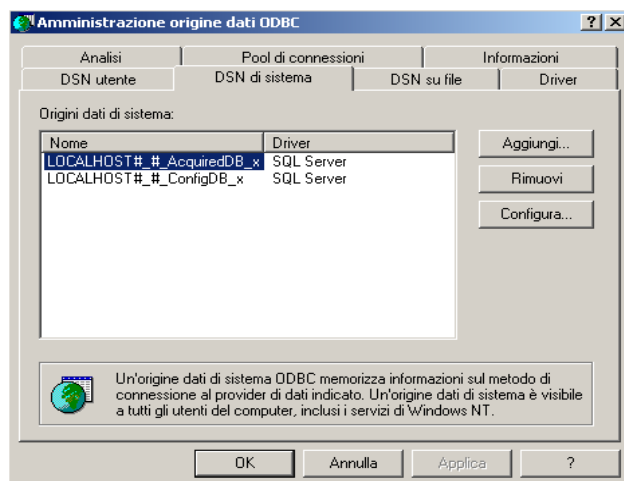 Amministrazione origine dati ODBC
Analisi Pool di connessioni Informazioni
DSN utente DSN di sistema DSN su file Driver
Origini dati di sistema:
Nome Driver
LOCALHOST#_#_AcquiredDB_x SQL Server
LOCALHOST#_#_ConfigDB_x SQL Server
Aggiungi...
Rimuovi
Configura...
Un'origine dati di sistema ODBC memorizza informazioni sul metodo di
connessione al provider di dati indicato. Un'origine dati di sistema è visibile
a tutti gli utenti del computer, inclusi i servizi di Windows NT.
OK Annulla Applica ?